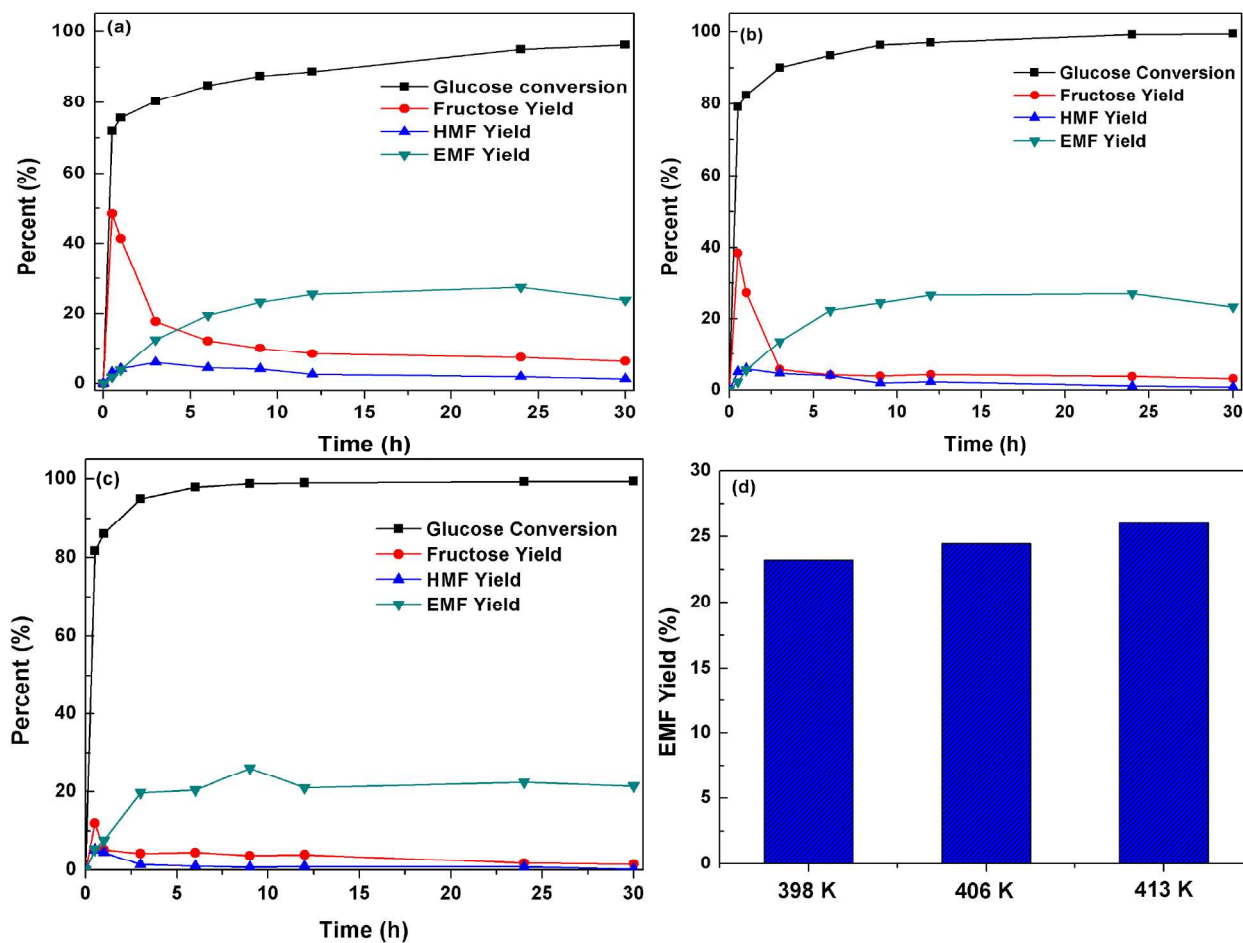 (a)
100
80
60
40
20
0
Percent (%)
Glucose conversion
Fructose Yield
HMF Yield
EMF Yield
0 5 10 15 20 25 30
Time (h)
(b)
100
80
60
40
20
0
Percent (%)
Glucose Conversion
Fructose Yield
HMF Yield
EMF Yield
0 5 10 15 20 25 30
Time (h)
(c)
100
80
60
40
20
0
Percent (%)
Glucose Conversion
Fructose Yield
HMF Yield
EMF Yield
0 5 10 15 20 25 30
Time (h)
(d)
30
25
20
15
10
5
0
EMF Yield (%)
398 K 406 K 413 K